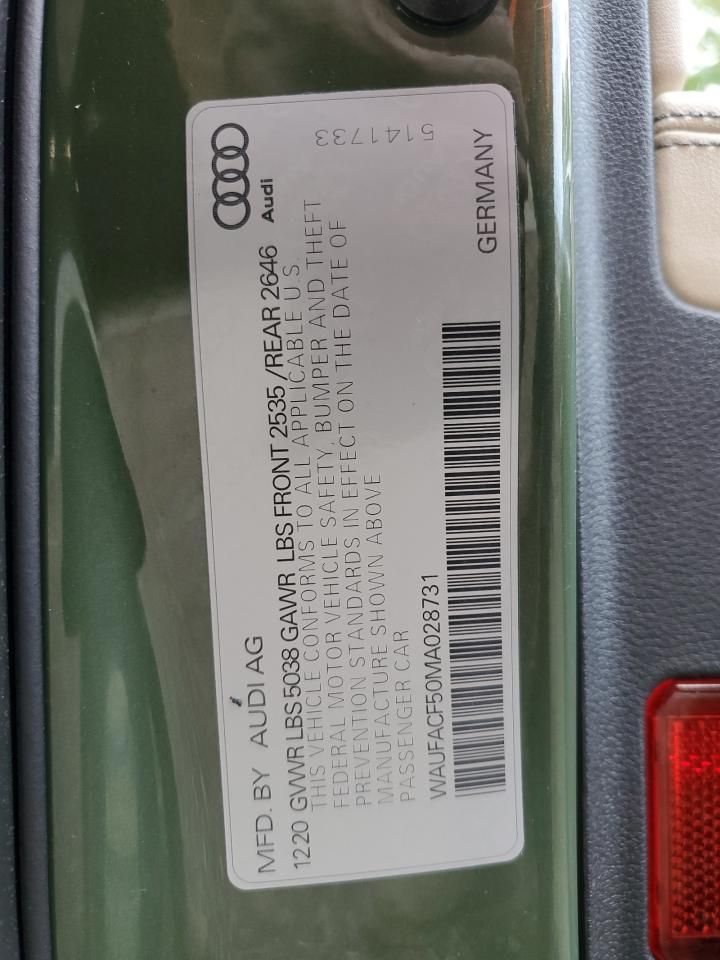 MFD. BY AUDI AG
1220 GVWR LBS 5038 GAWR LBS FRONT 2535 /REAR 2646
THIS VEHICLE CONFORMS TO ALL APPLICABLE U.S.
FEDERAL MOTOR VEHICLE SAFETY, BUMPER AND THEFT
PREVENTION STANDARDS IN EFFECT ON THE DATE OF
MANUFACTURE SHOWN ABOVE
PASSENGER CAR
WAUFACF50MA028731
GERMANY
Audi
5141733